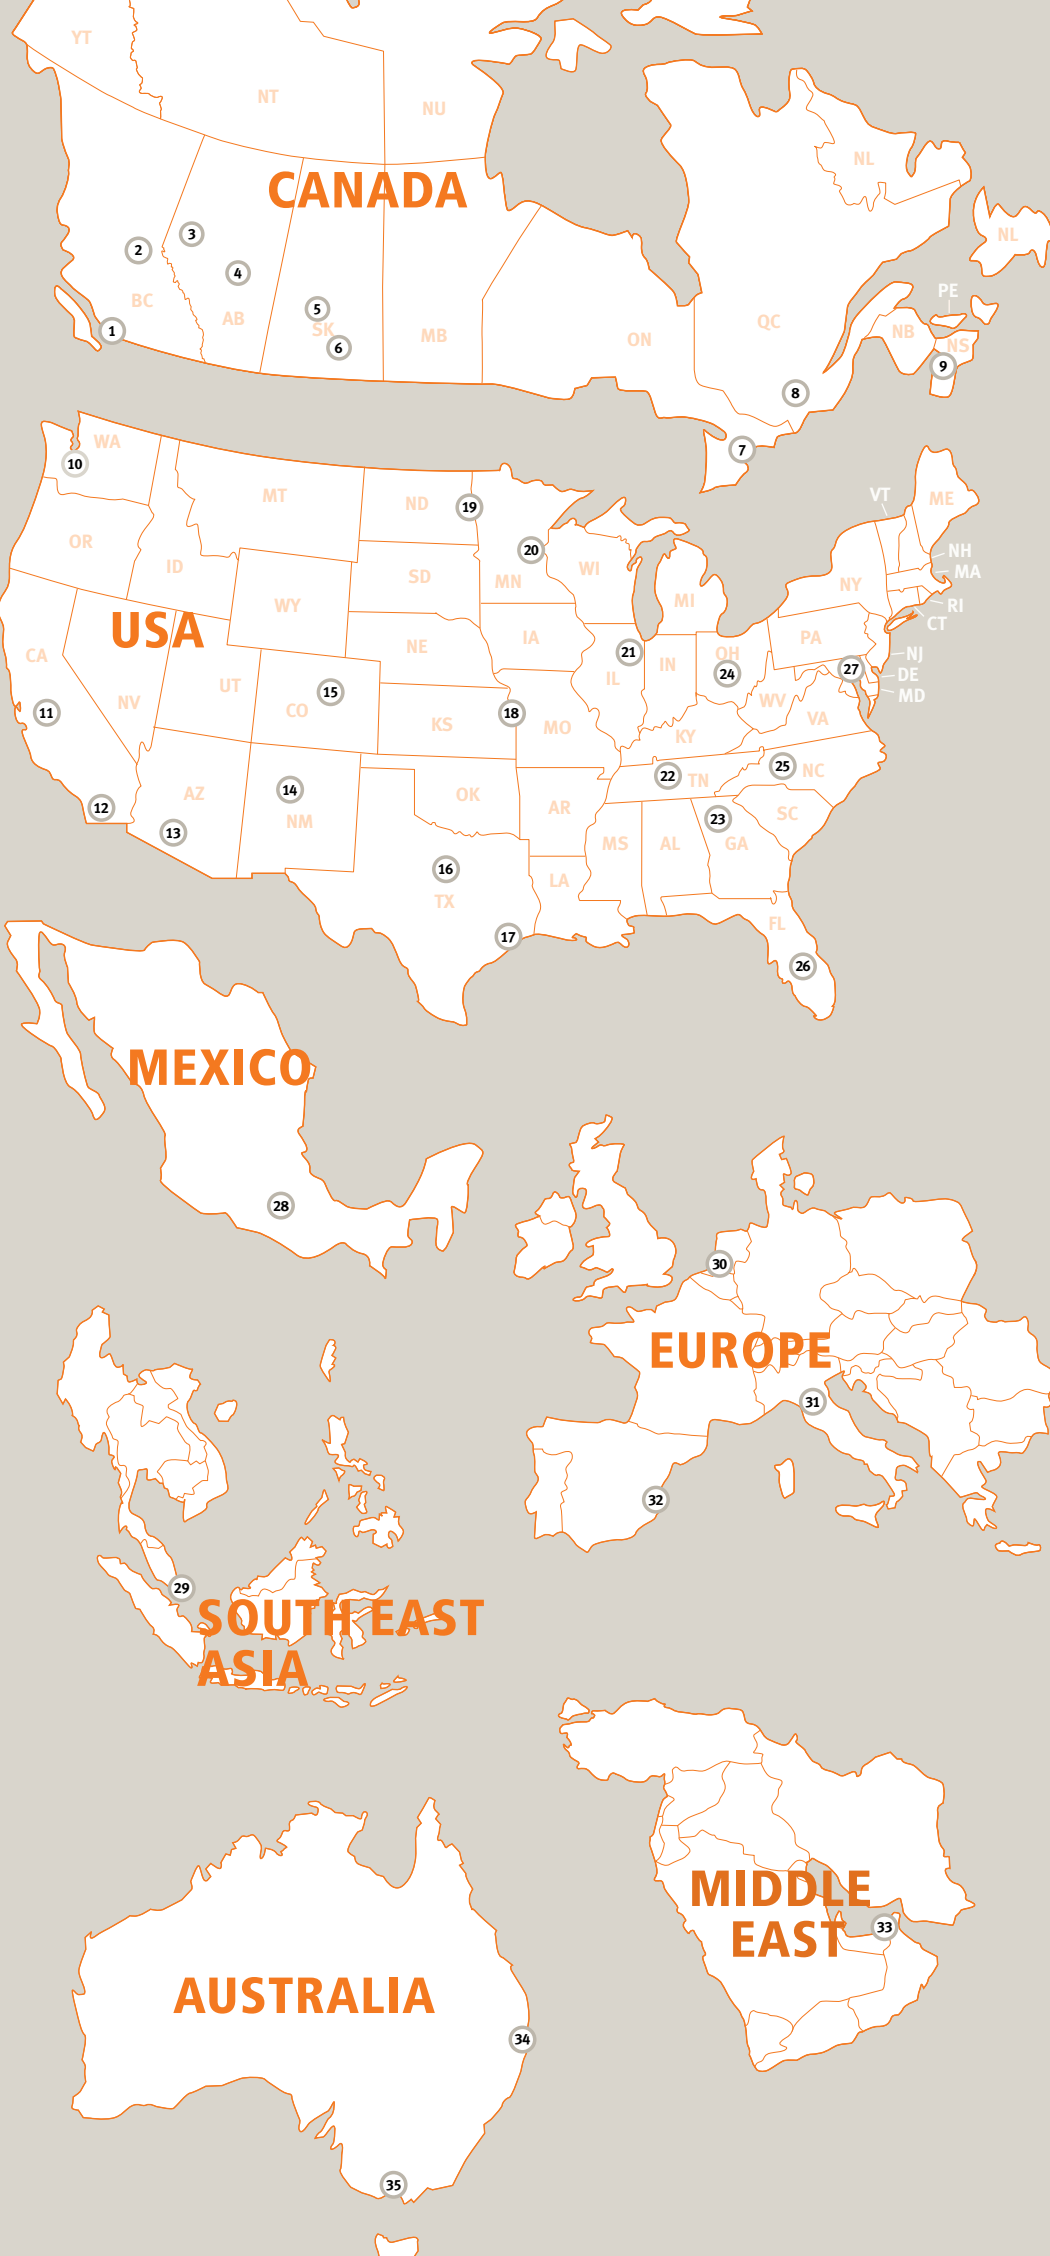 YT
NT
NU
NL
CANADA
NL
3
2
4
PE
BC
5
AB
QC
SK
1
NB
MB
ON
NS
6
9
8
WA
7
10
MT
VT
ME
ND
19
OR
20
NH
ID
WI
MA
SD
MN
NY
WY
MI
RI
CT
USA
IA
PA
NE
CA
21
OH
NJ
IN
27
24
DE
UT
IL
15
MD
NV
CO
WV
11
18
VA
KS
MO
KY
25
NC
22
TN
14
AZ
OK
12
AR
SC
NM
23
13
MS
AL
GA
16
LA
TX
FL
17
26
MEXICO
28
30
EUROPE
31
32
29
SOUTH EAST
ASIA
MIDDLE
EAST
33
AUSTRALIA
34
35